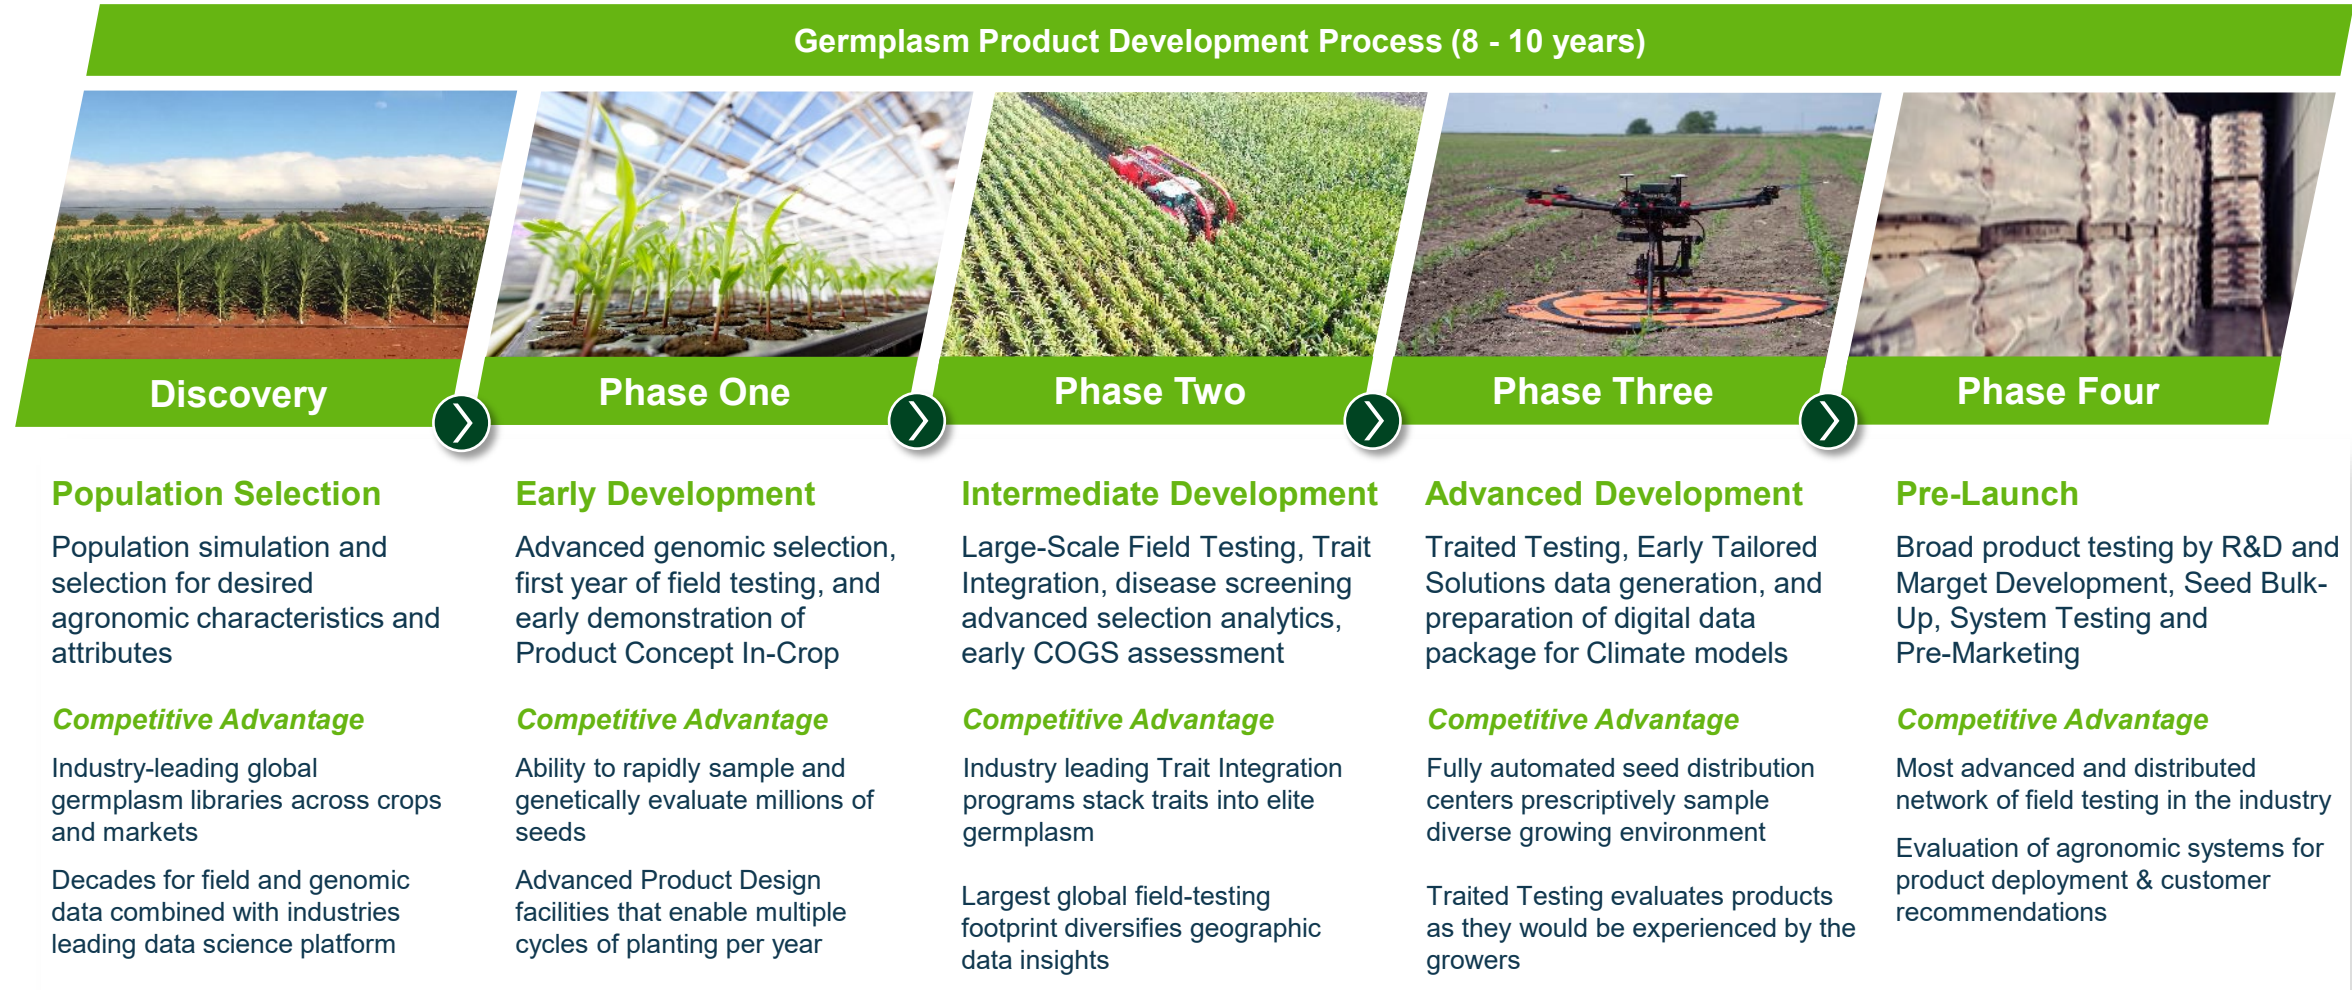 Germplasm Product Development Process (8 - 10 years)
Discovery
Phase One
Phase Two
Phase Three
Phase Four
Population Selection
Population simulation and
selection for desired
agronomic characteristics and
attributes
Competitive Advantage
Industry-leading global
germplasm libraries across crops
and markets
Decades for field and genomic
data combined with industries
leading data science platform
Early Development
Advanced genomic selection,
first year of field testing, and
early demonstration of
Product Concept In-Crop
Competitive Advantage
Ability to rapidly sample and
genetically evaluate millions of
seeds
Advanced Product Design
facilities that enable multiple
cycles of planting per year
Intermediate Development
Large-Scale Field Testing, Trait
Integration, disease screening
advanced selection analytics,
early COGS assessment
Competitive Advantage
Industry leading Trait Integration
programs stack traits into elite
germplasm
Largest global field-testing
footprint diversifies geographic
data insights
Advanced Development
Traited Testing, Early Tailored
Solutions data generation, and
preparation of digital data
package for Climate models
Competitive Advantage
Fully automated seed distribution
centers prescriptively sample
diverse growing environment
Traited Testing evaluates products
as they would be experienced by the
growers
Pre-Launch
Broad product testing by R&D and
Marget Development, Seed Bulk-
Up, System Testing and
Pre-Marketing
Competitive Advantage
Most advanced and distributed
network of field testing in the industry
Evaluation of agronomic systems for
product deployment & customer
recommendations